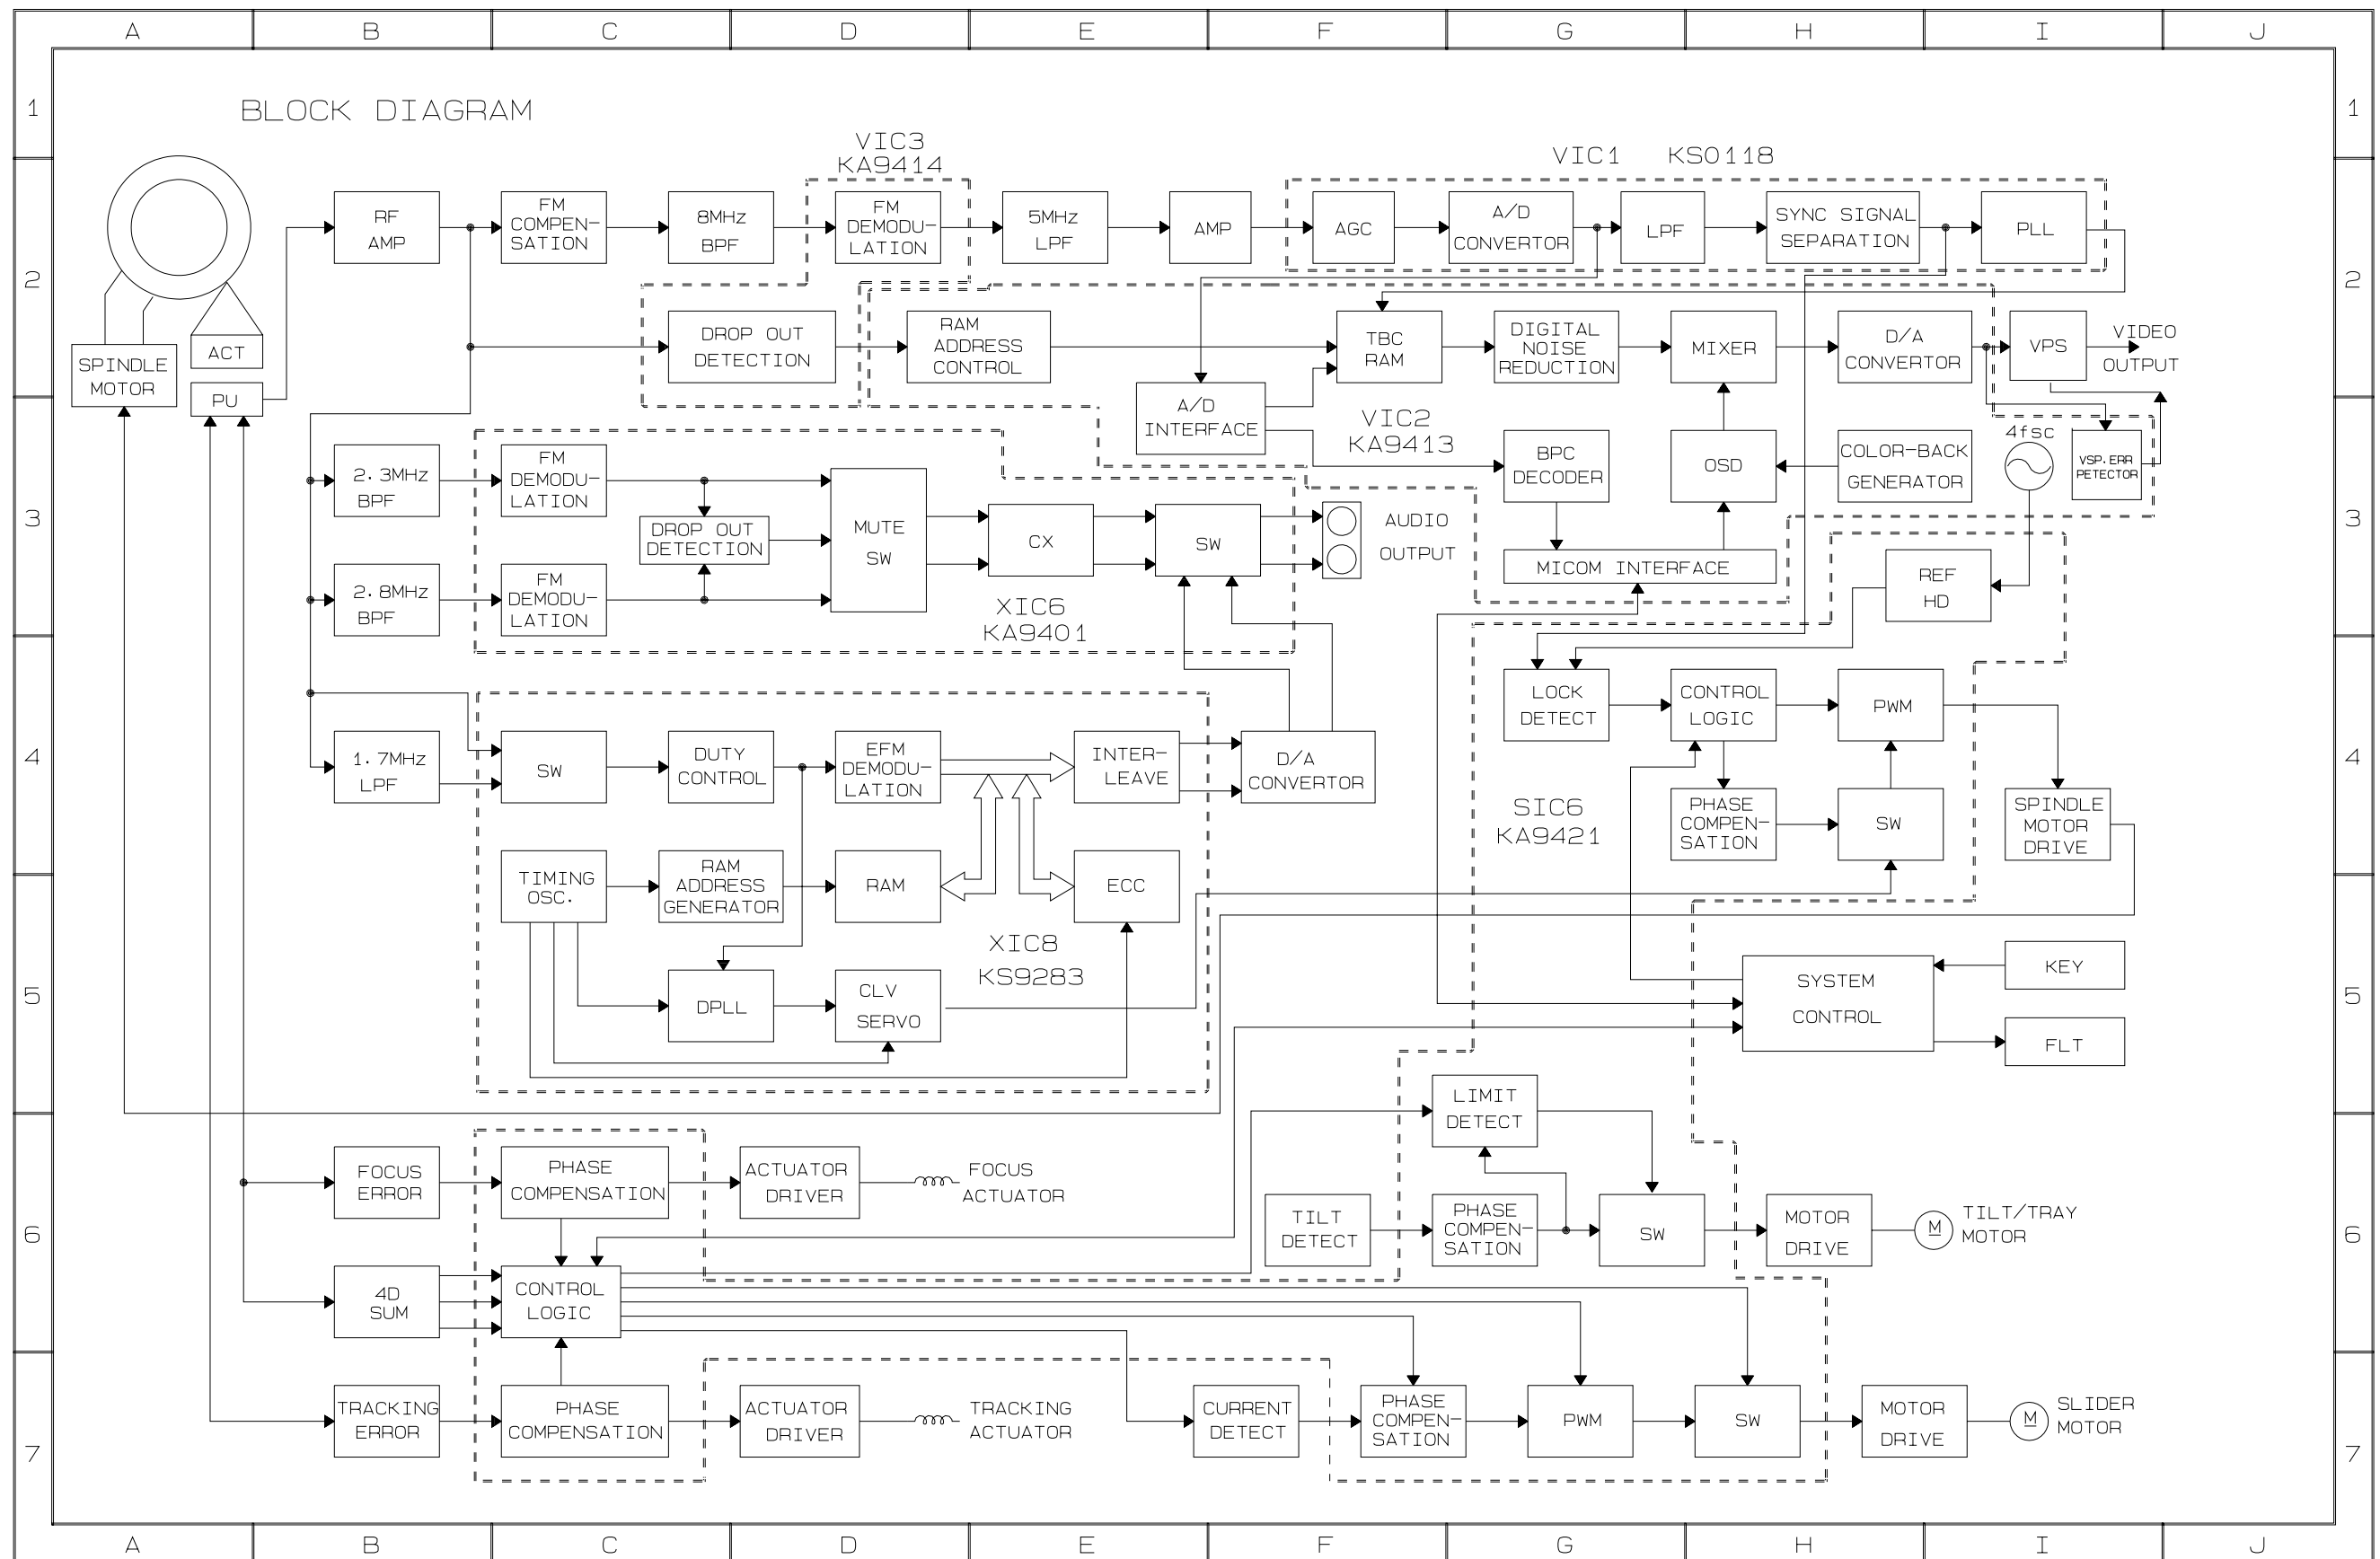 A B C D E F G H I J
1 1
BLOCK DIAGRAM
VIC3
KA9414
VIC1 KS0118
2 2
RF
AMP
FM
COMPEN-
SATION
8MHz
BPF
FM
DEMODU-
LATION
5MHz
LPF
AMP
AGC
A/D
CONVERTOR
LPF
SYNC SIGNAL
SEPARATION
PLL
SPINDLE
MOTOR
ACT
PU
DROP OUT
DETECTION
RAM
ADDRESS
CONTROL
TBC
RAM
DIGITAL
NOISE
REDUCTION
MIXER
D/A
CONVERTOR
VPS
VIDEO
OUTPUT
A/D
INTERFACE
VIC2
KA9413
3 3
2.3MHz
BPF
FM
DEMODU-
LATION
DROP OUT
DETECTION
MUTE
SW
CX
SW
AUDIO
OUTPUT
BPC
DECODER
OSD
COLOR-BACK
GENERATOR
4fsc
VSP.ERR
PETECTOR
MICOM INTERFACE
REF
HD
2.8MHz
BPF
FM
DEMODU-
LATION
XIC6
KA9401
4 4
1.7MHz
LPF
SW
DUTY
CONTROL
EFM
DEMODU-
LATION
INTER-
LEAVE
D/A
CONVERTOR
LOCK
DETECT
CONTROL
LOGIC
PWM
SIC6
KA9421
PHASE
COMPEN-
SATION
SW
SPINDLE
MOTOR
DRIVE
TIMING
OSC.
RAM
ADDRESS
GENERATOR
RAM
ECC
XIC8
KS9283
5 5
DPLL
CLV
SERVO
SYSTEM
CONTROL
KEY
FLT
LIMIT
DETECT
6 6
FOCUS
ERROR
PHASE
COMPENSATION
ACTUATOR
DRIVER
FOCUS
ACTUATOR
TILT
DETECT
PHASE
COMPEN-
SATION
SW
MOTOR
DRIVE
M
TILT/TRAY
MOTOR
4D
SUM
CONTROL
LOGIC
7 7
TRACKING
ERROR
PHASE
COMPENSATION
ACTUATOR
DRIVER
TRACKING
ACTUATOR
CURRENT
DETECT
PHASE
COMPEN-
SATION
PWM
SW
MOTOR
DRIVE
M
SLIDER
MOTOR
A B C D E F G H I J